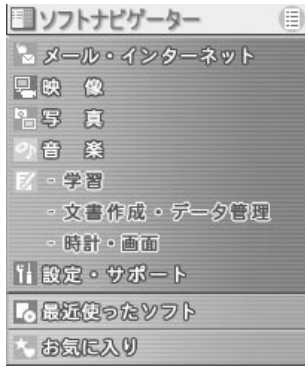 ソフトナビゲーター
メール・インターネット
映 像
写 真
音 楽
- 学習
- 文書作成・データ管理
- 時計・画面
設定・サポート
最近使ったソフト
お気に入り